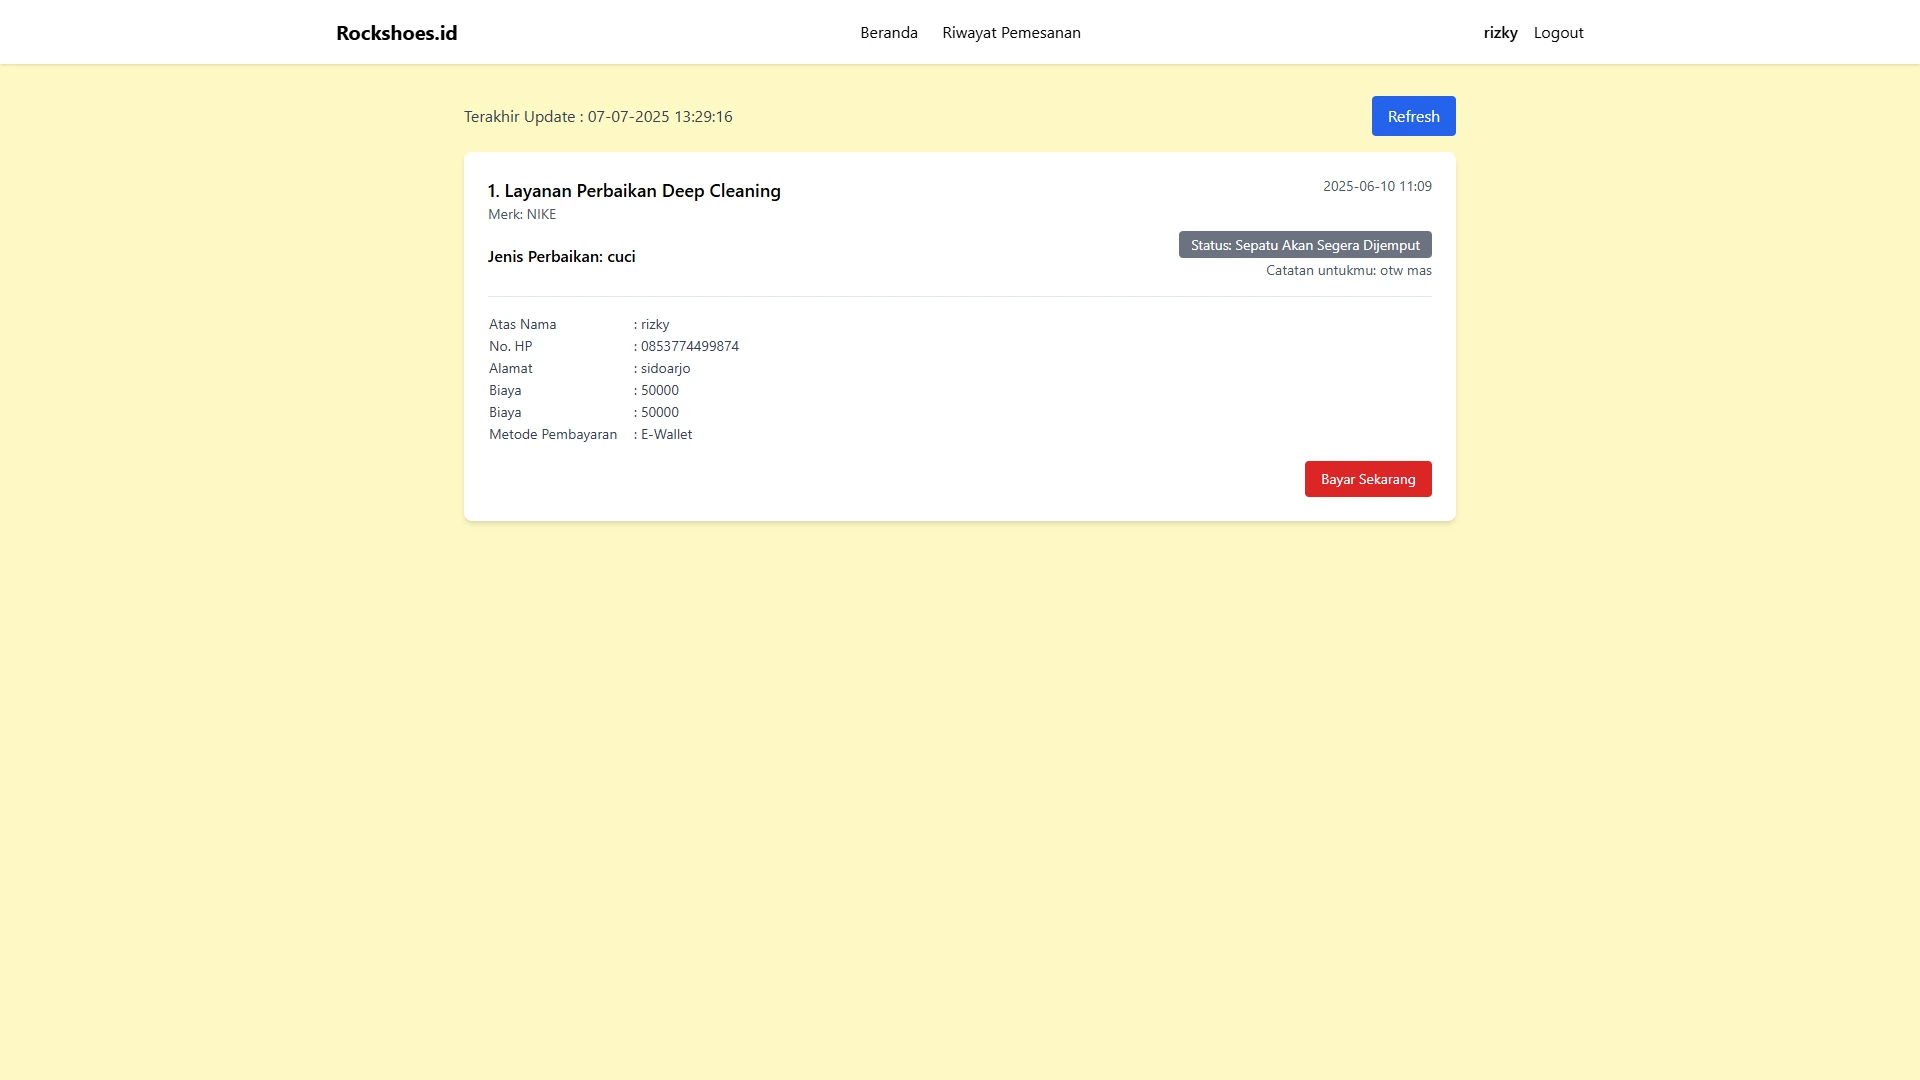 Rockshoes.id
Beranda
Riwayat Pemesanan
rizky
Logout
Terakhir Update : 07-07-2025 13:29:16
Refresh
1. Layanan Perbaikan Deep Cleaning
2025-06-10 11:09
Merk: NIKE
Status: Sepatu Akan Segera Dijemput
Jenis Perbaikan: cuci
Catatan untukmu: otw mas
Atas Nama : rizky
No. HP : 0853774499874
Alamat : sidoarjo
Biaya : 50000
Biaya : 50000
Metode Pembayaran : E-Wallet
Bayar Sekarang